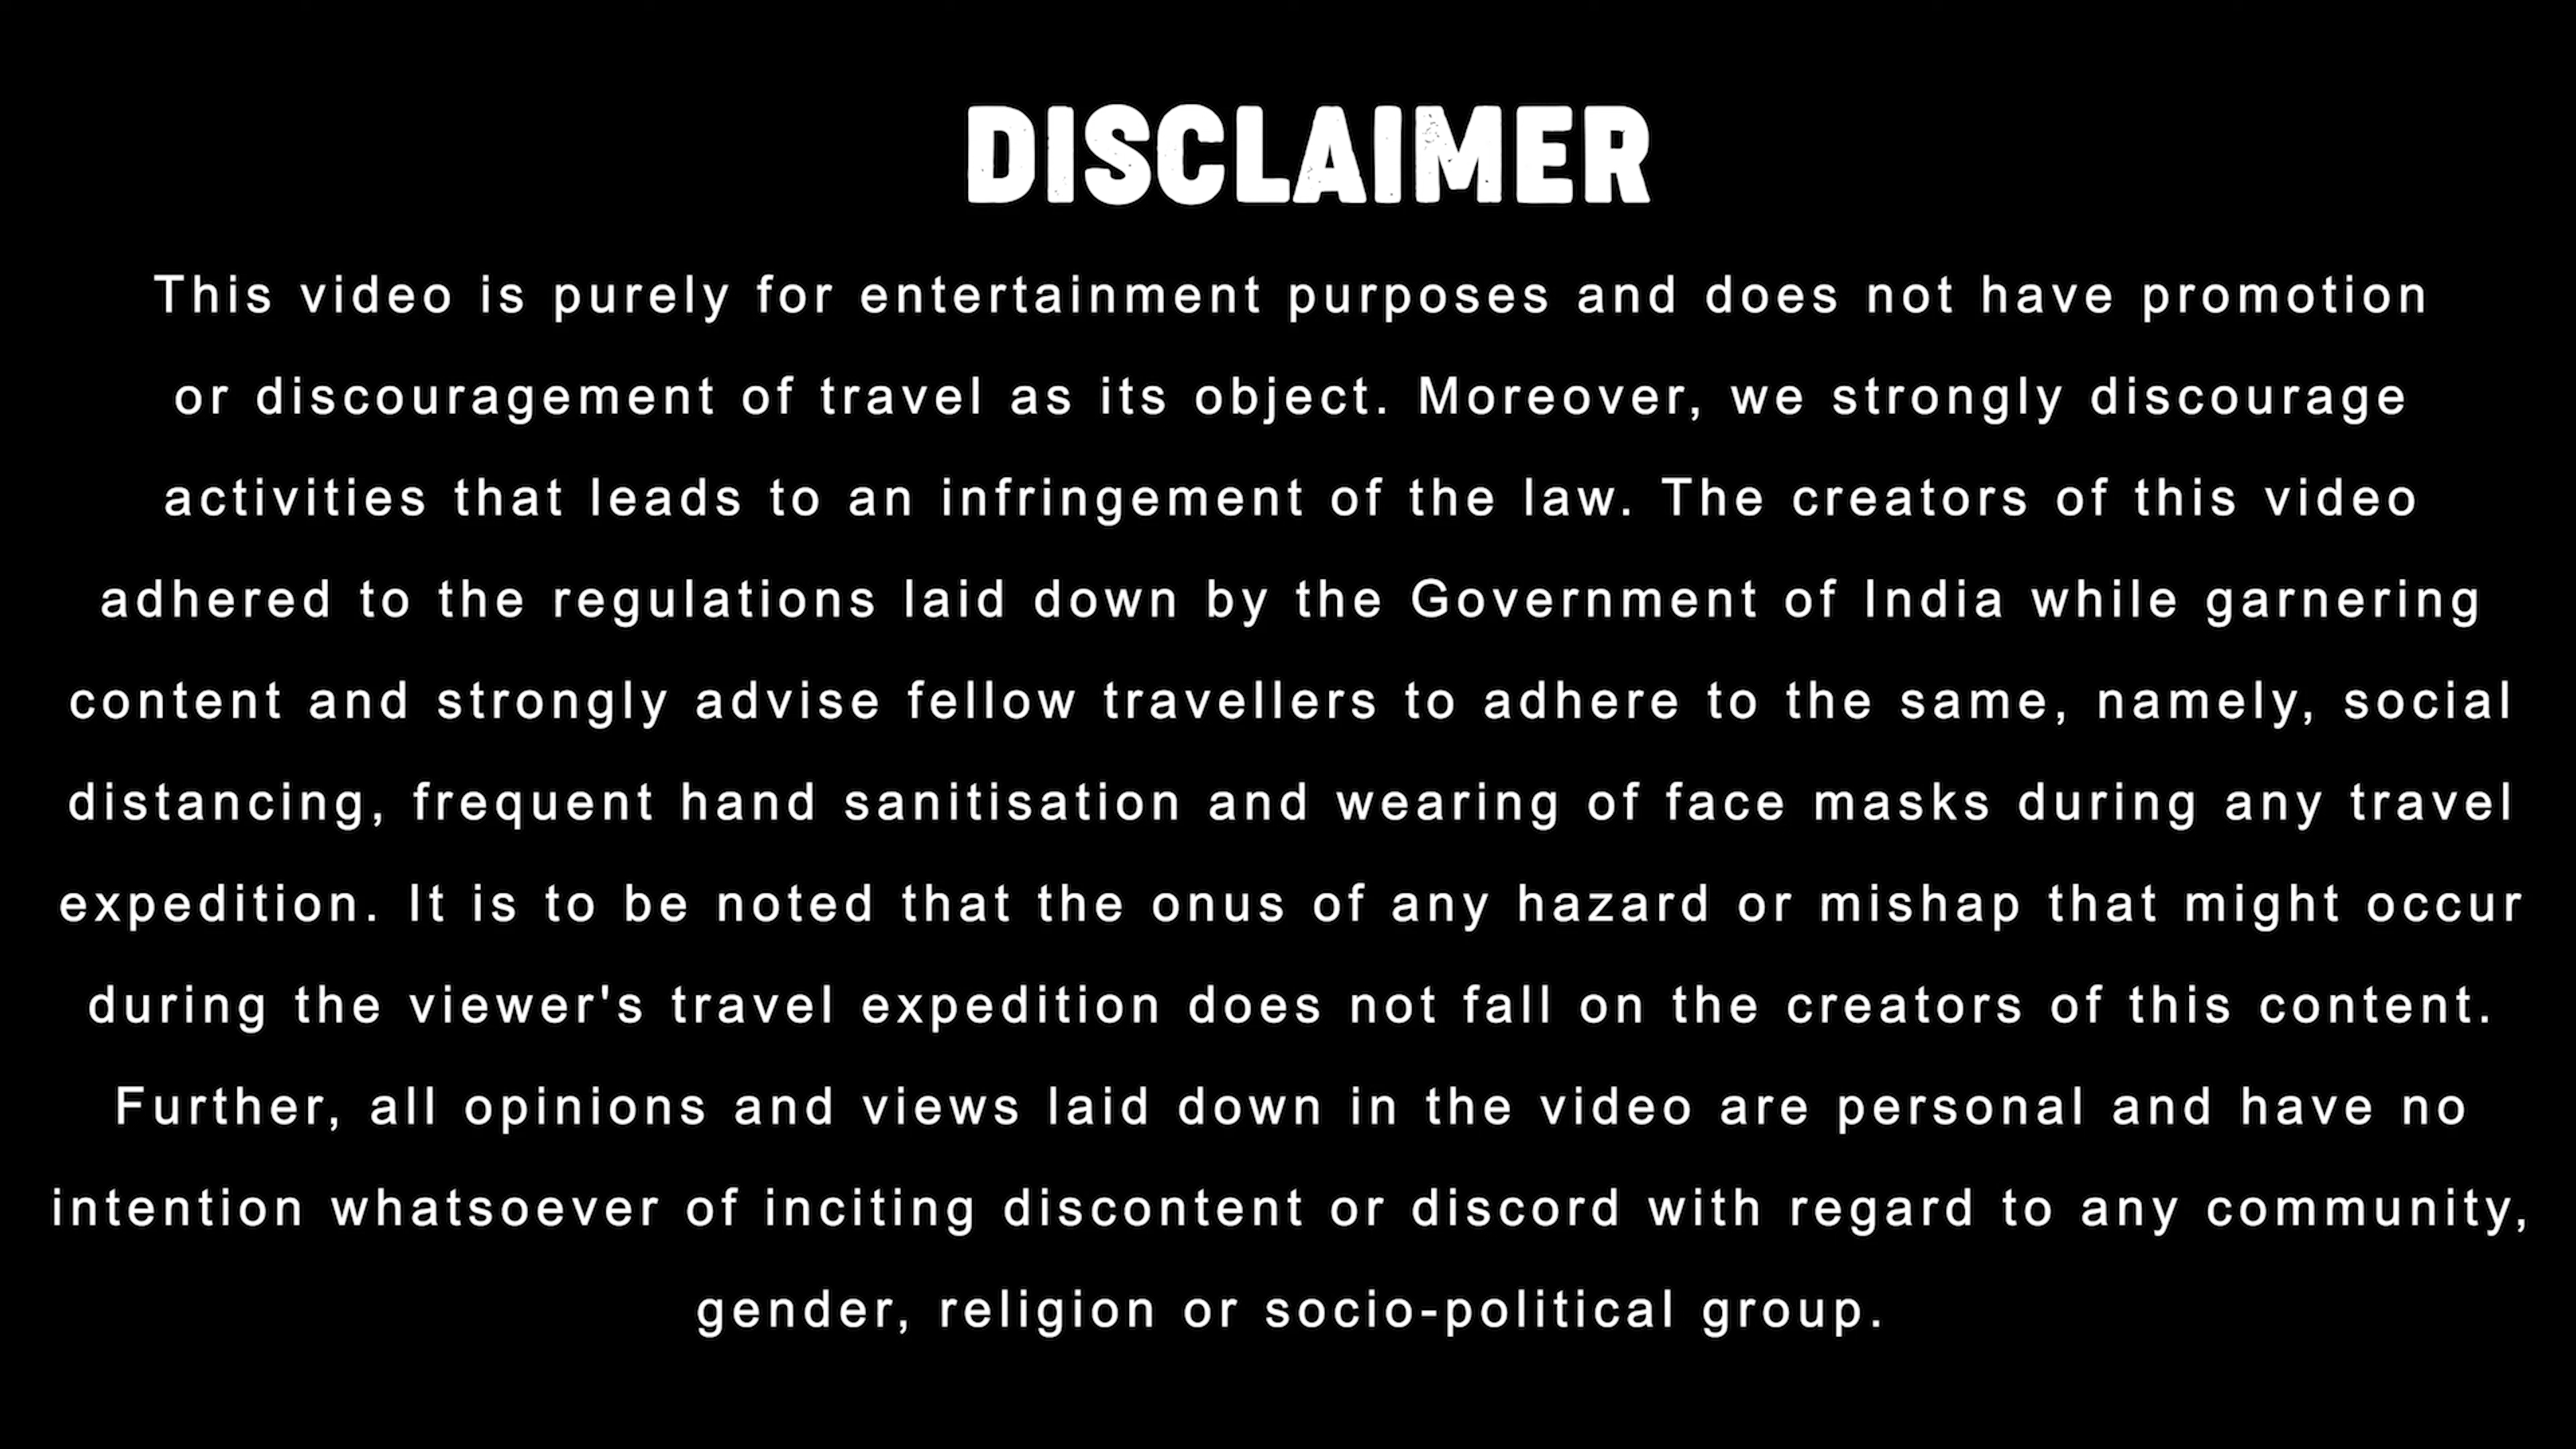 DISCLAIMER
This video is purely for entertainment purposes and does not have promotion
or discouragement of travel as its object. Moreover, we strongly discourage
activities that leads to an infringement of the law. The creators of this video
adhered to the regulations laid down by the Government of India while garnering
content and strongly advise fellow travellers to adhere to the same, namely, social
distancing, frequent hand sanitisation and wearing of face masks during any travel
expedition. It is to be noted that the onus of any hazard or mishap that might occur
during the viewer's travel expedition does not fall on the creators of this content.
Further, all opinions and views laid down in the video are personal and have no
intention whatsoever of inciting discontent or discord with regard to any community,
gender, religion or socio-political group.